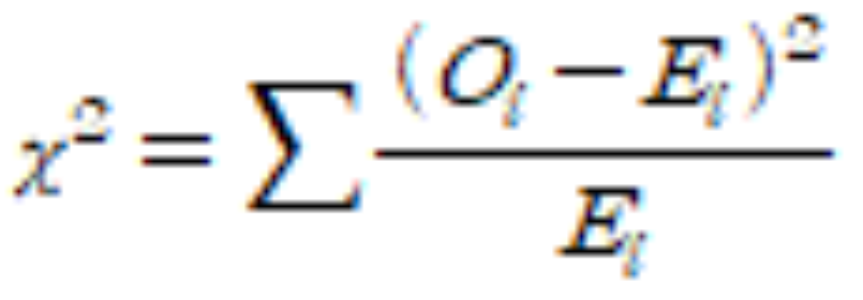 χ² = ∑ (Oᵢ − Eᵢ)² / Eᵢ